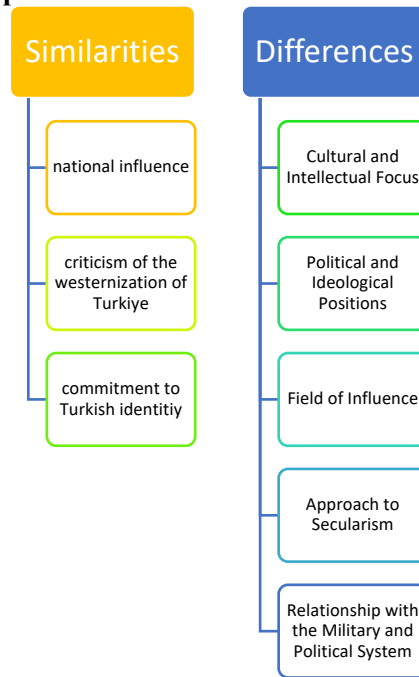 Similarities
national influence
criticism of the
westernization of
Turkiye
commitment to
Turkish identitiy
Differences
Cultural and
Intellectual Focus
Political and
Ideological
Positions
Field of Influence
Approach to
Secularism
Relationship with
the Military and
Political System